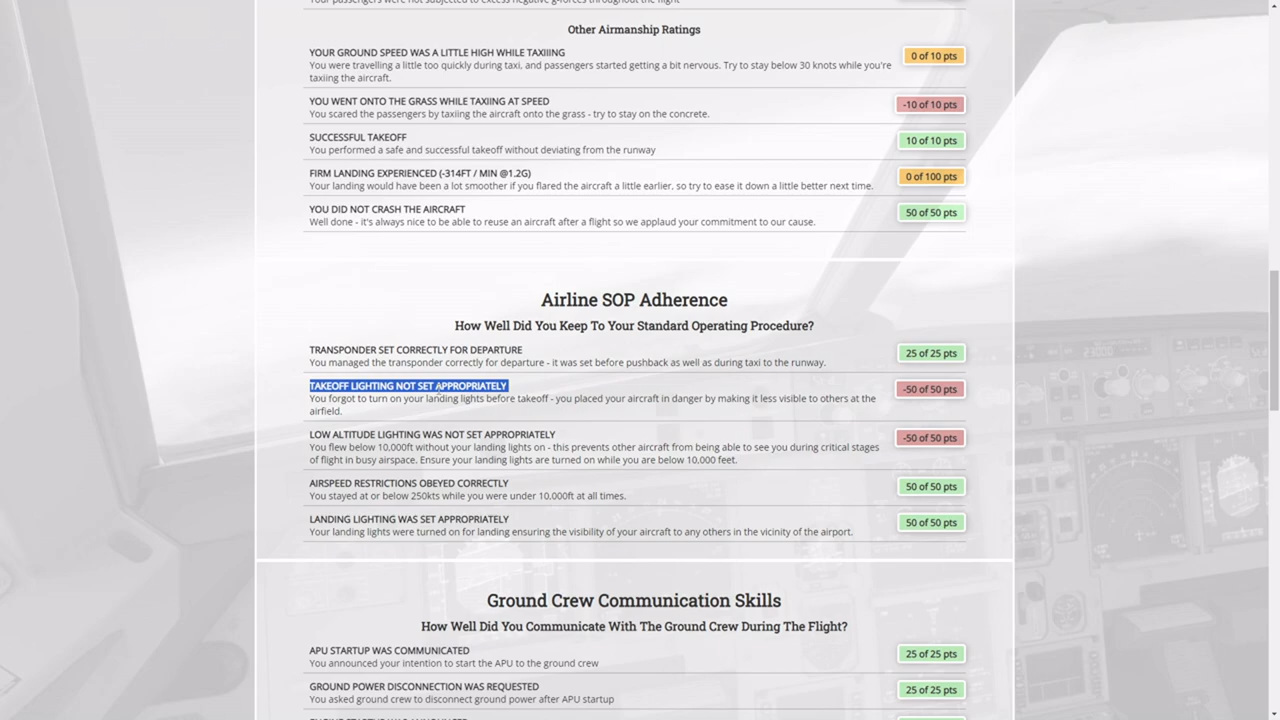 Your passengers were not subjected to excess negative g-forces throughout the flight
Other Airmanship Ratings
YOUR GROUND SPEED WAS A LITTLE HIGH WHILE TAXIIING
0 of 10 pts
You were travelling a little too quickly during taxi, and passengers started getting a bit nervous. Try to stay below 30 knots while you're
taxiing the aircraft.
YOU WENT ONTO THE GRASS WHILE TAXIING AT SPEED
-10 of 10 pts
You scared the passengers by taxiing the aircraft onto the grass - try to stay on the concrete.
SUCCESSFUL TAKEOFF
10 of 10 pts
You performed a safe and successful takeoff without deviating from the runway
FIRM LANDING EXPERIENCED (-314FT / MIN @1.2G)
0 of 100 pts
Your landing would have been a lot smoother if you flared the aircraft a little earlier, so try to ease it down a little better next time.
YOU DID NOT CRASH THE AIRCRAFT
50 of 50 pts
Well done - it's always nice to be able to reuse an aircraft after a flight so we applaud your commitment to our cause.
Airline SOP Adherence
How Well Did You Keep To Your Standard Operating Procedure?
TRANSPONDER SET CORRECTLY FOR DEPARTURE
25 of 25 pts
You managed the transponder correctly for departure - it was set before pushback as well as during taxi to the runway.
TAKEOFF LIGHTING NOT SET APPROPRIATELY
-50 of 50 pts
You forgot to turn on your landing lights before takeoff - you placed your aircraft in danger by making it less visible to others at the
airfield.
LOW ALTITUDE LIGHTING WAS NOT SET APPROPRIATELY
-50 of 50 pts
You flew below 10,000ft without your landing lights on - this prevents other aircraft from being able to see you during critical stages
of flight in busy airspace. Ensure your landing lights are turned on while you are below 10,000 feet.
AIRSPEED RESTRICTIONS OBEYED CORRECTLY
50 of 50 pts
You stayed at or below 250kts while you were under 10,000ft at all times.
LANDING LIGHTING WAS SET APPROPRIATELY
50 of 50 pts
Your landing lights were turned on for landing ensuring the visibility of your aircraft to any others in the vicinity of the airport.
Ground Crew Communication Skills
How Well Did You Communicate With The Ground Crew During The Flight?
APU STARTUP WAS COMMUNICATED
25 of 25 pts
You announced your intention to start the APU to the ground crew
GROUND POWER DISCONNECTION WAS REQUESTED
25 of 25 pts
You asked ground crew to disconnect ground power after APU startup